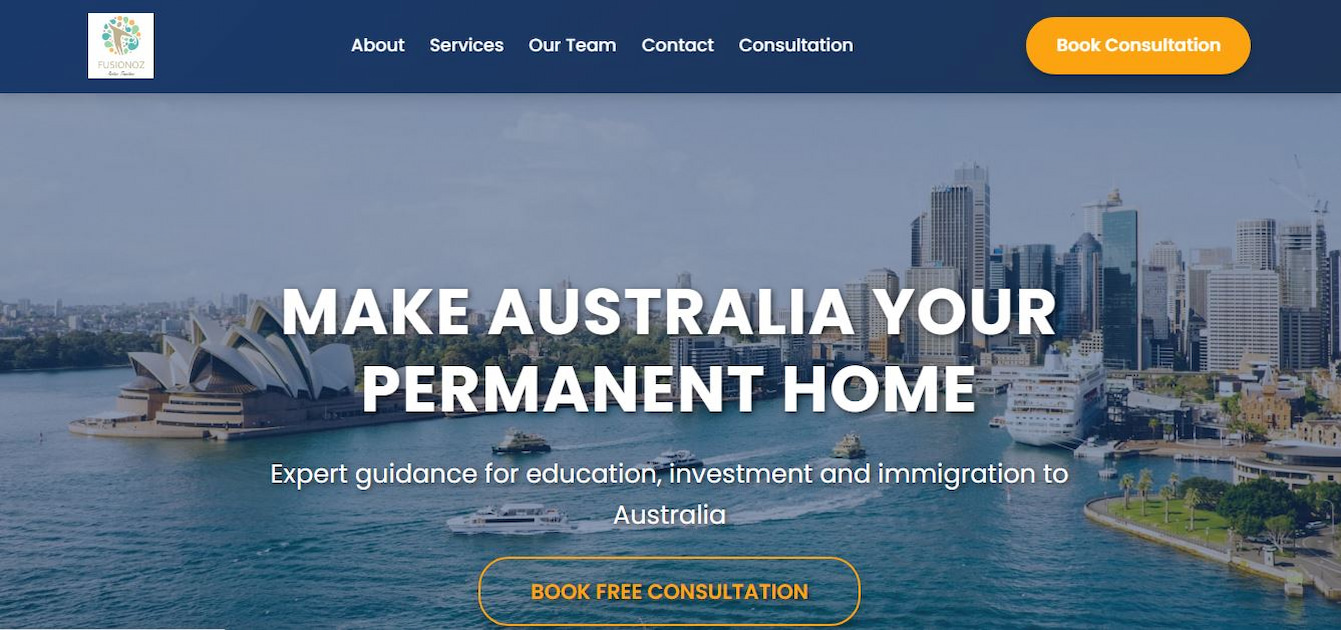 FUSIONOZ
About Services Our Team Contact Consultation
Book Consultation
MAKE AUSTRALIA YOUR
PERMANENT HOME
Expert guidance for education, investment and immigration to
Australia
BOOK FREE CONSULTATION